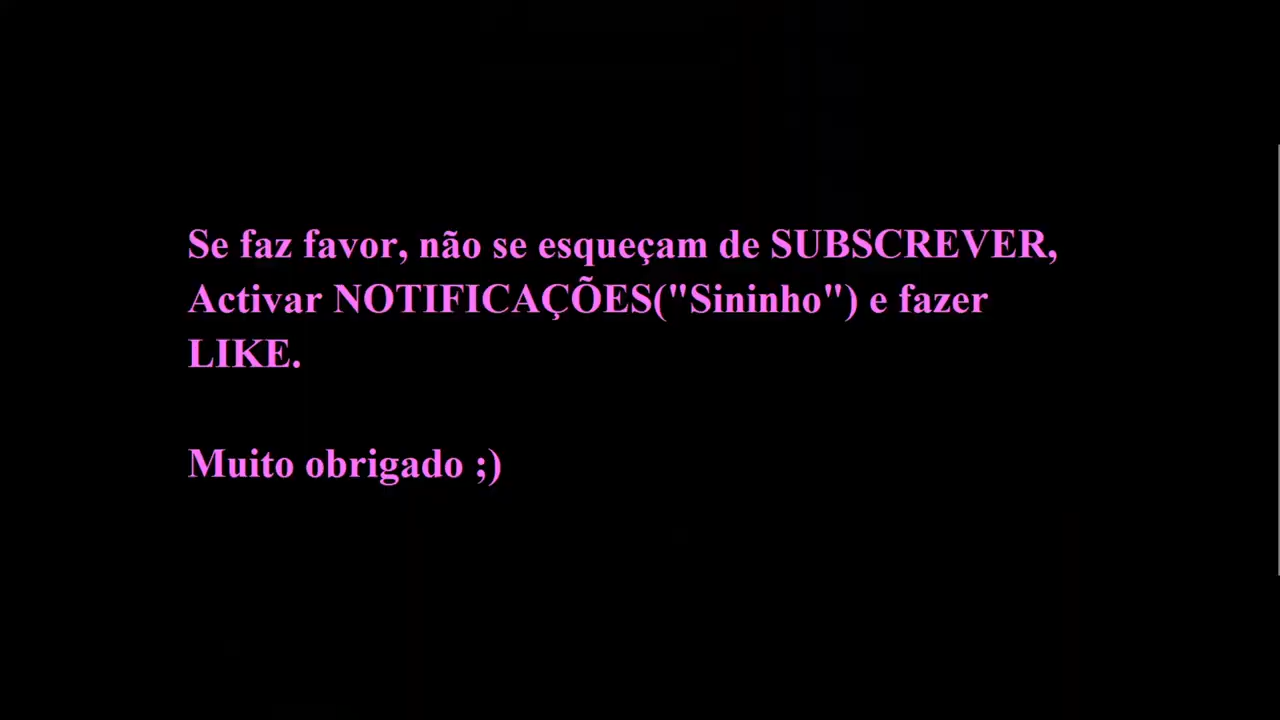 Se faz favor, não se esqueçam de SUBSCREVER,
Activar NOTIFICAÇÕES("Sininho") e fazer
LIKE.
Muito obrigado ;)